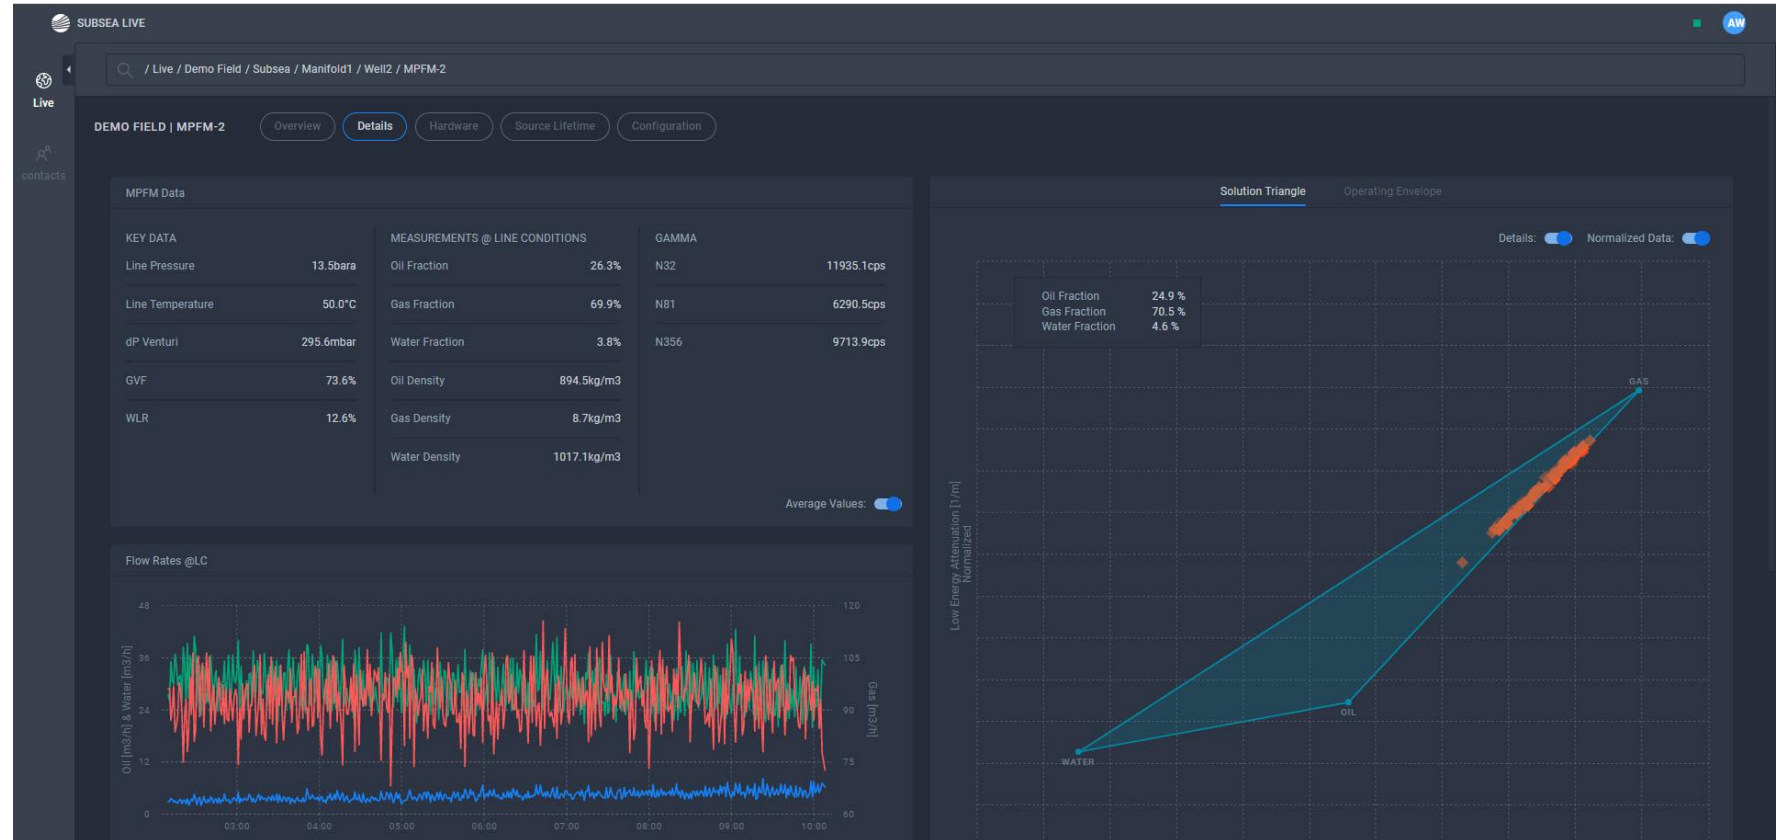 SUBSEA LIVE
AW
/ Live / Demo Field / Subsea / Manifold1 / Well2 / MPFM-2
Live
contacts
DEMO FIELD | MPFM-2
Overview
Details
Hardware
Source Lifetime
Configuration
MPFM Data
KEY DATA
Line Pressure 13.5bara
Line Temperature 50.0°C
dP Venturi 295.6mbar
GVF 73.6%
WLR 12.6%
MEASUREMENTS @ LINE CONDITIONS
Oil Fraction 26.3%
Gas Fraction 69.9%
Water Fraction 3.8%
Oil Density 894.5kg/m3
Gas Density 8.7kg/m3
Water Density 1017.1kg/m3
GAMMA
N32 11935.1cps
N81 6290.5cps
N356 9713.9cps
Average Values:
Flow Rates @LC
Oil [m3/h] & Water [m3/h]
48
36
24
12
0
120
105
90
75
60
Gas [m3/h]
03:00 04:00 05:00 06:00 07:00 08:00 09:00 10:00
Solution Triangle
Operating Envelope
Details:
Normalized Data:
Oil Fraction 24.9 %
Gas Fraction 70.5 %
Water Fraction 4.6 %
Low Energy Attenuation [1/m]
Normalized
GAS
OIL
WATER